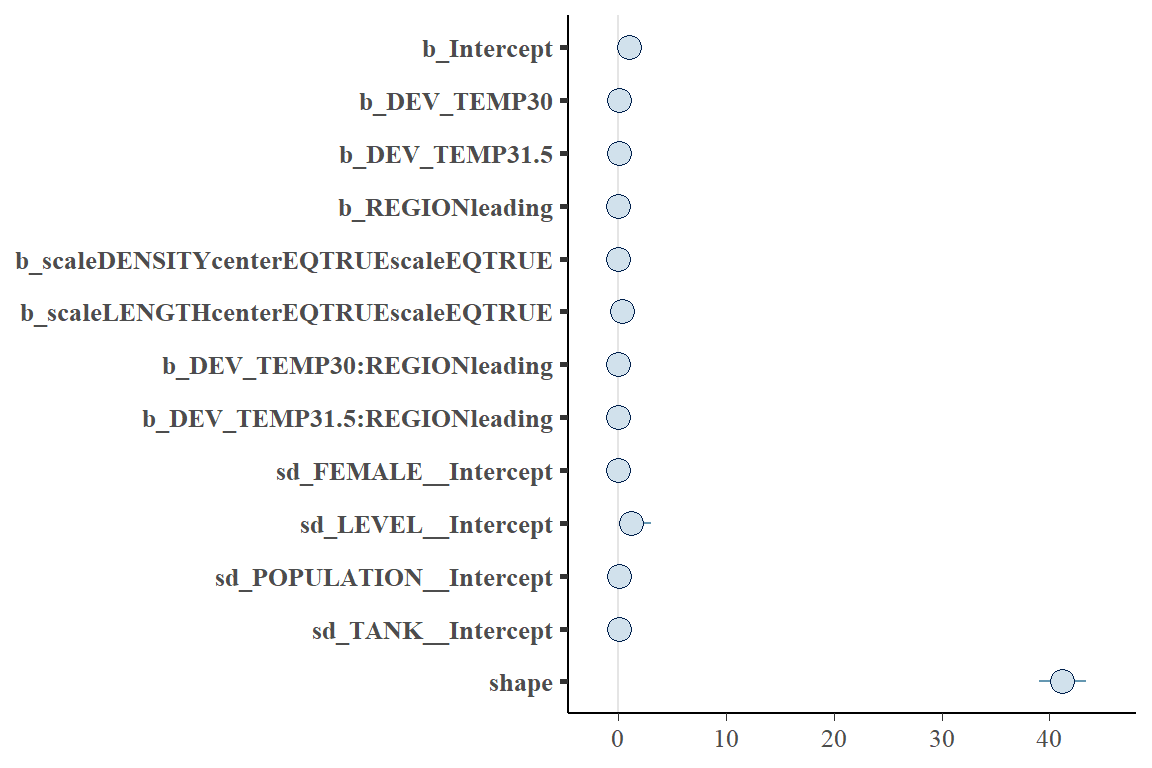 b_Intercept
b_DEV_TEMP30
b_DEV_TEMP31.5
b_REGIONleading
b_scaleDENSITYcenterEQTRUEscaleEQTRUE
b_scaleLENGTHcenterEQTRUEscaleEQTRUE
b_DEV_TEMP30:REGIONleading
b_DEV_TEMP31.5:REGIONleading
sd_FEMALE__Intercept
sd_LEVEL__Intercept
sd_POPULATION__Intercept
sd_TANK__Intercept
shape
0 10 20 30 40